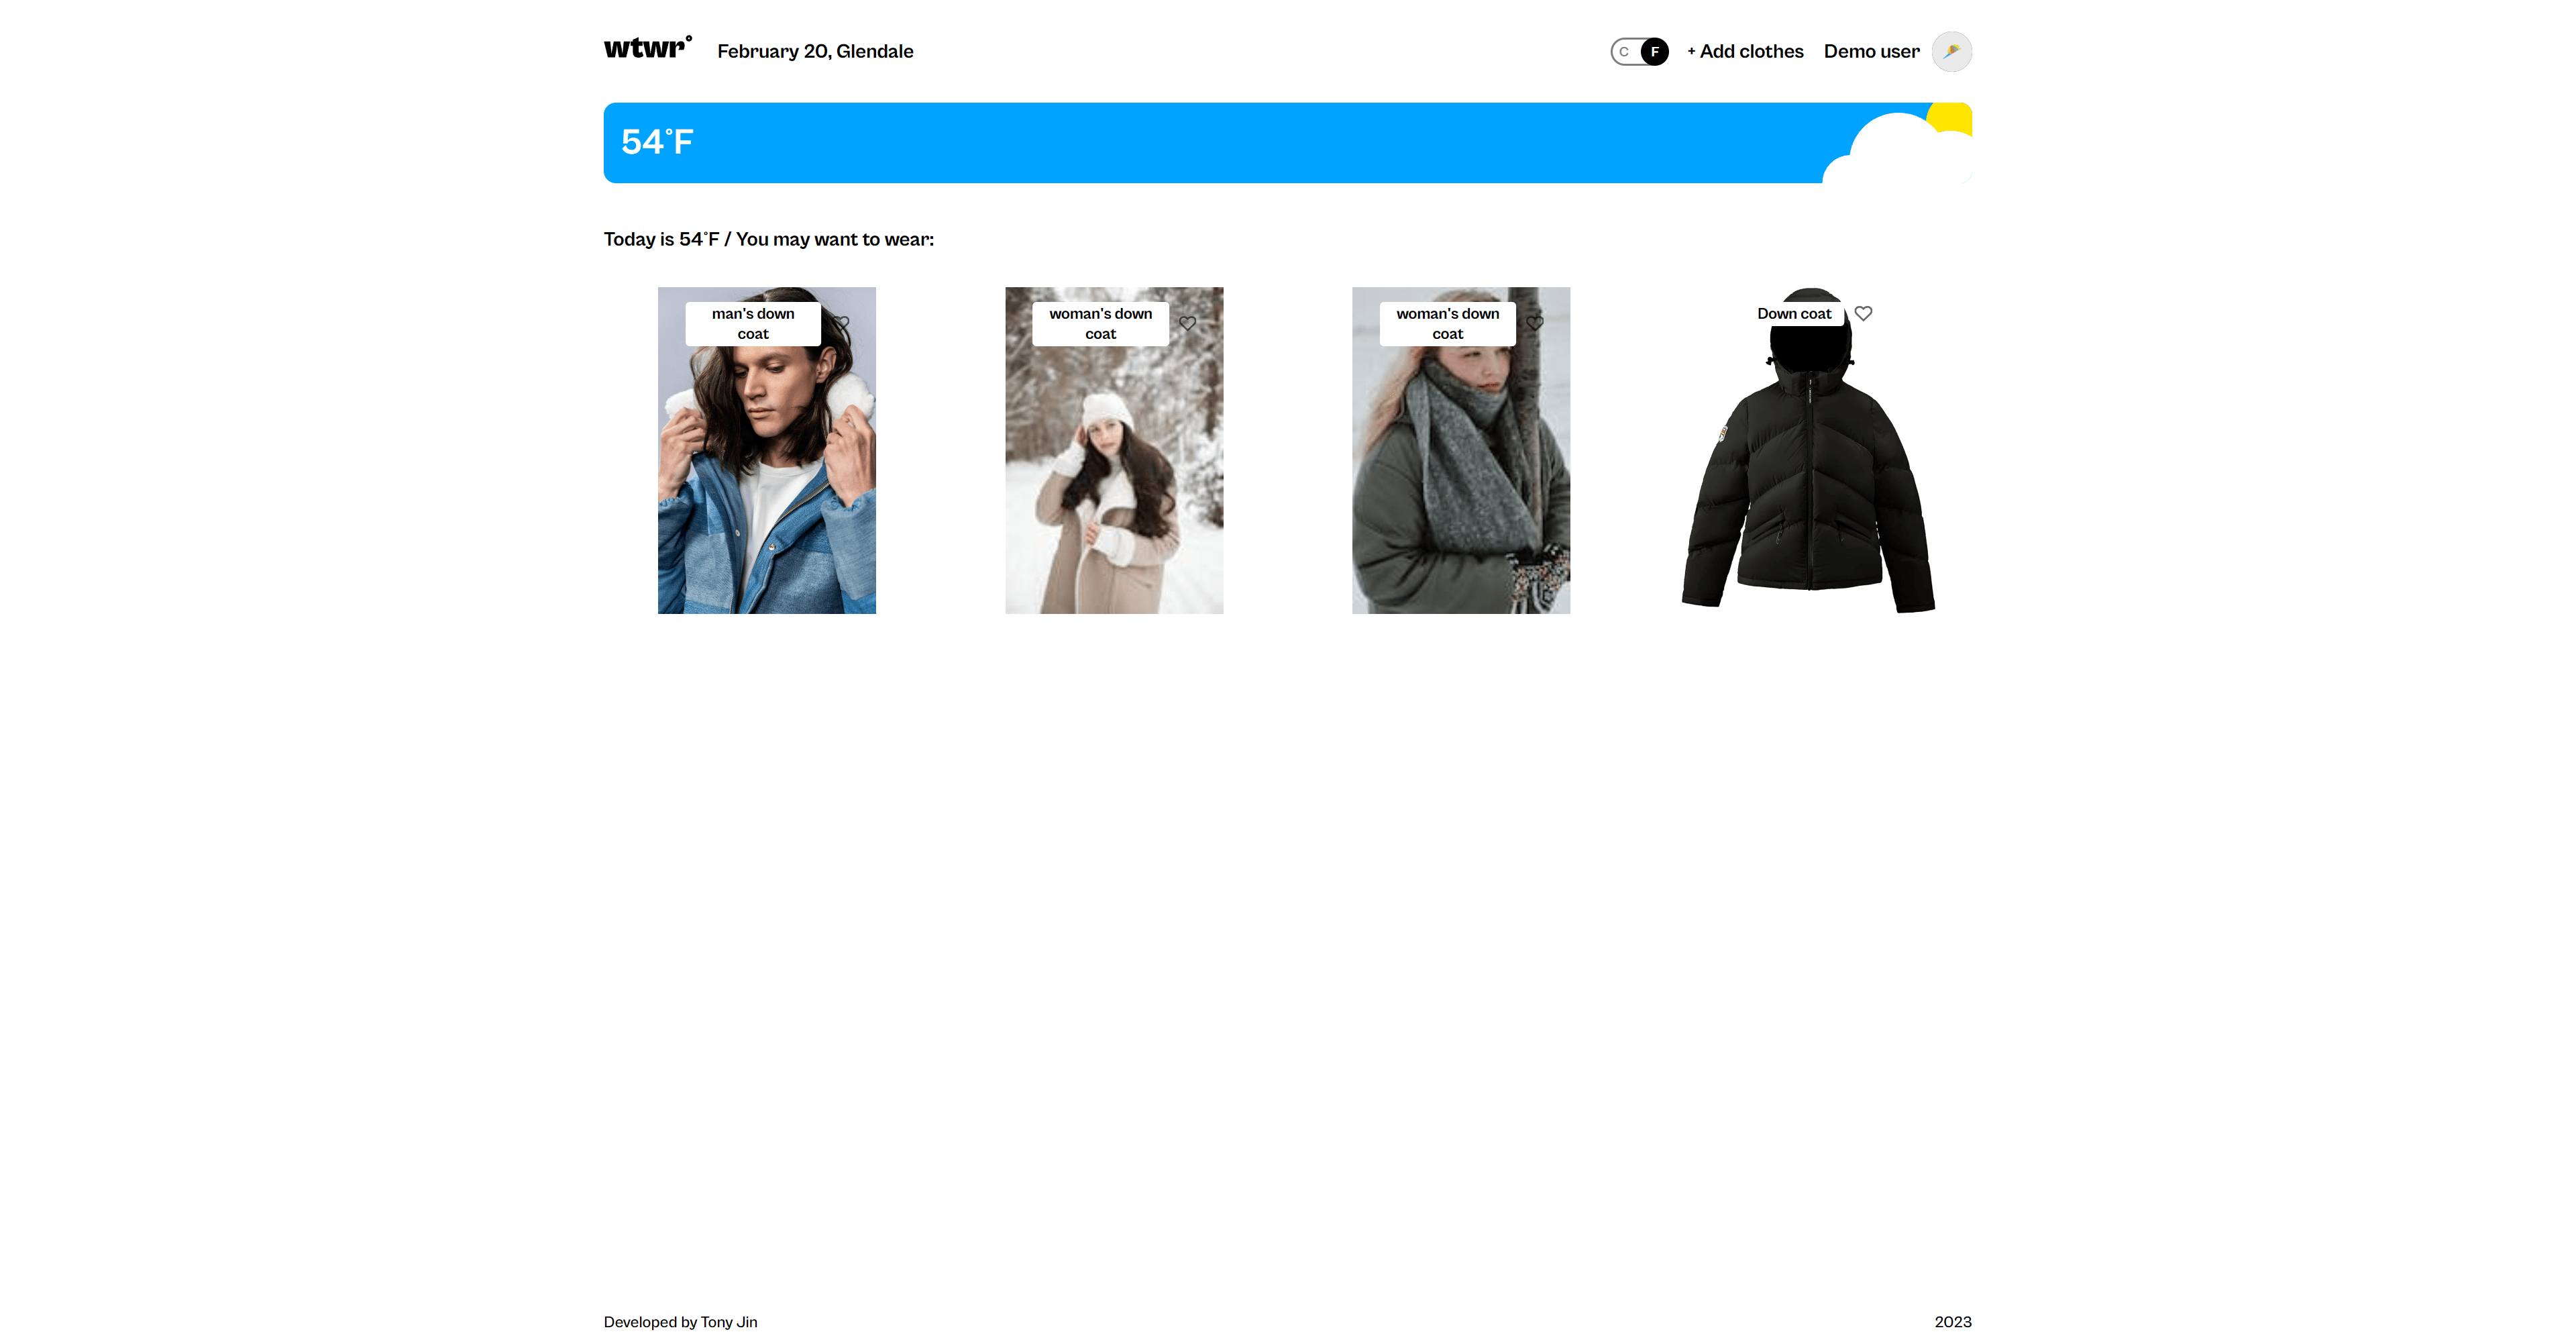 wtwr°
February 20, Glendale
C
F
+ Add clothes
Demo user
54°F
Today is 54°F / You may want to wear:
man's down
coat
woman's down
coat
woman's down
coat
Down coat
Developed by Tony Jin
2023